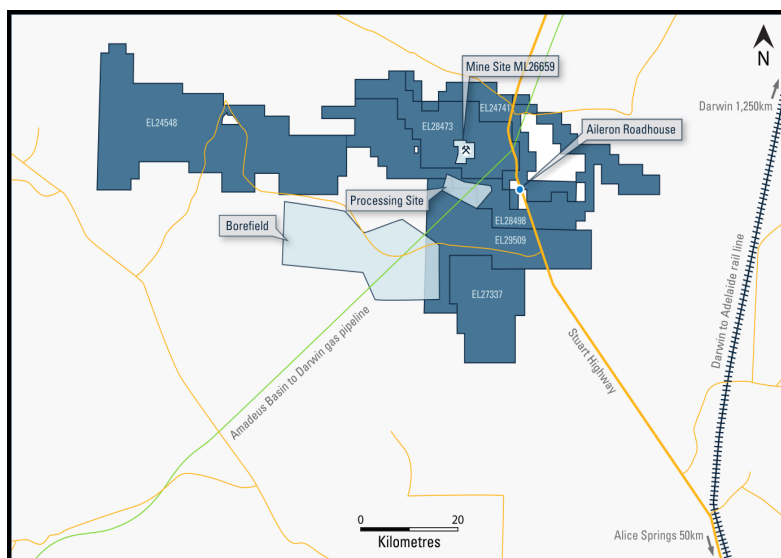 N
Mine Site ML26659
Darwin 1,250km
EL24741
EL24548
EL28473
Aileron Roadhouse
Processing Site
Borefield
EL28498
EL29509
EL27337
Amadeus Basin to Darwin gas pipeline
Stuart Highway
Darwin to Adelaide rail line
0 20
Kilometres
Alice Springs 50km